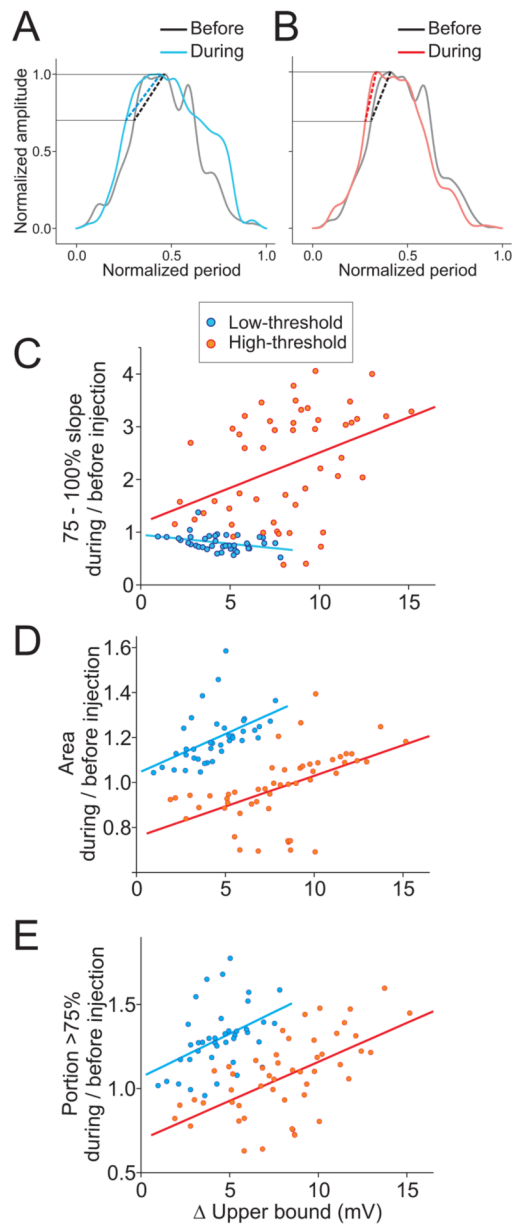 A
Before
During
B
Before
During
Normalized amplitude
1.0
0.5
0.0
0.0
0.5
1.0
Normalized period
0.0
0.5
1.0
Normalized period
Low-threshold
High-threshold
C
75 - 100% slope
during / before injection
4
3
2
1
0
0
5
10
15
D
Area
during / before injection
1.6
1.4
1.2
1.0
0.8
0
5
10
15
E
Portion >75%
during / before injection
1.5
1.0
0.5
0
5
10
15
Δ Upper bound (mV)